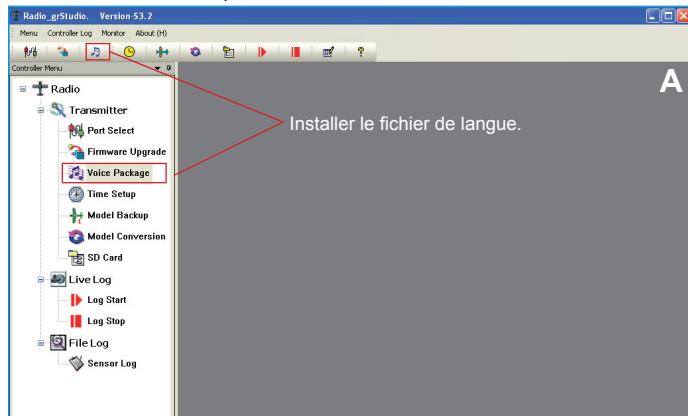 Radio_grStudio. Version-S3.2
Menu Controller Log Monitor About (H)
Controller Menu
A
Radio
Transmitter
Port Select
Installer le fichier de langue.
Firmware Upgrade
Voice Package
Time Setup
Model Backup
Model Conversion
SD Card
Live Log
Log Start
Log Stop
File Log
Sensor Log